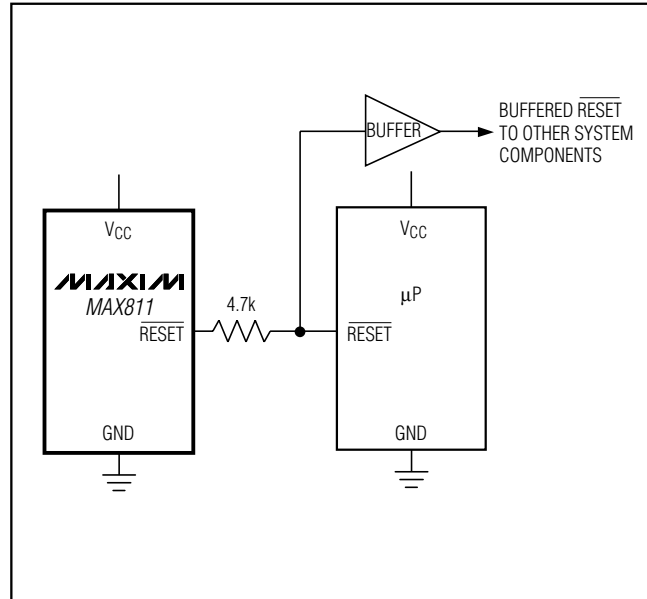 BUFFER
BUFFERED RESET
TO OTHER SYSTEM
COMPONENTS
VCC
MAXIM
MAX811
RESET
GND
4.7k
VCC
μP
RESET
GND